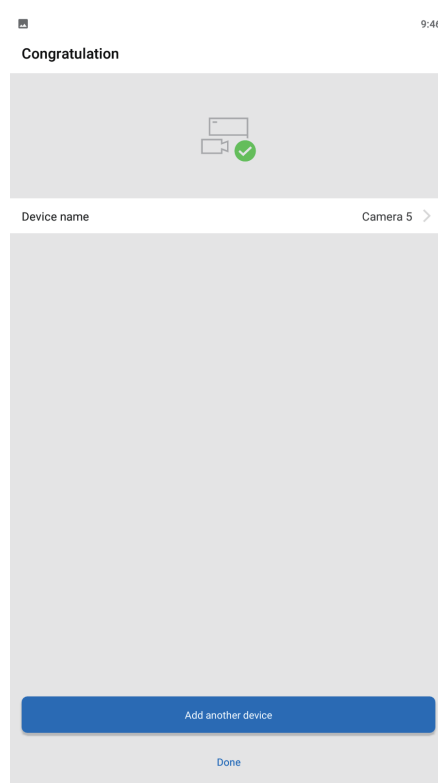 9:46
Congratulation
Device name
Camera 5
Add another device
Done